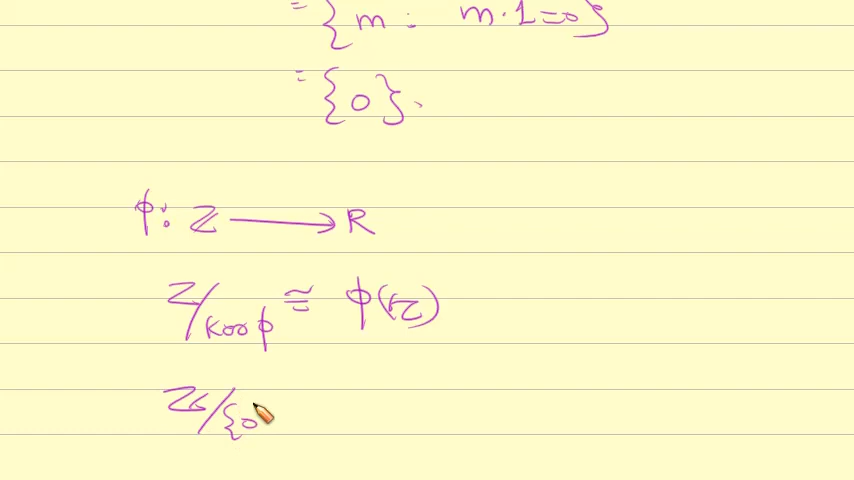 = {m : m·1=0}
= {0}.
φ: ℤ ⟶ R
ℤ/ker φ ≅ φ(ℤ)
ℤ/{0